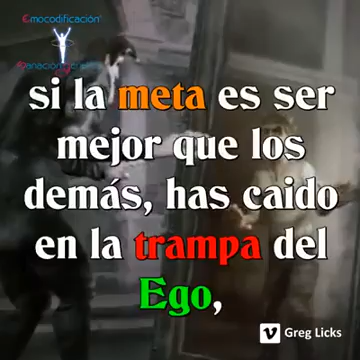 Emocodificación
Sanación
si la meta es ser
mejor que los
demás, has caido
en la trampa del
Ego,
Greg Licks